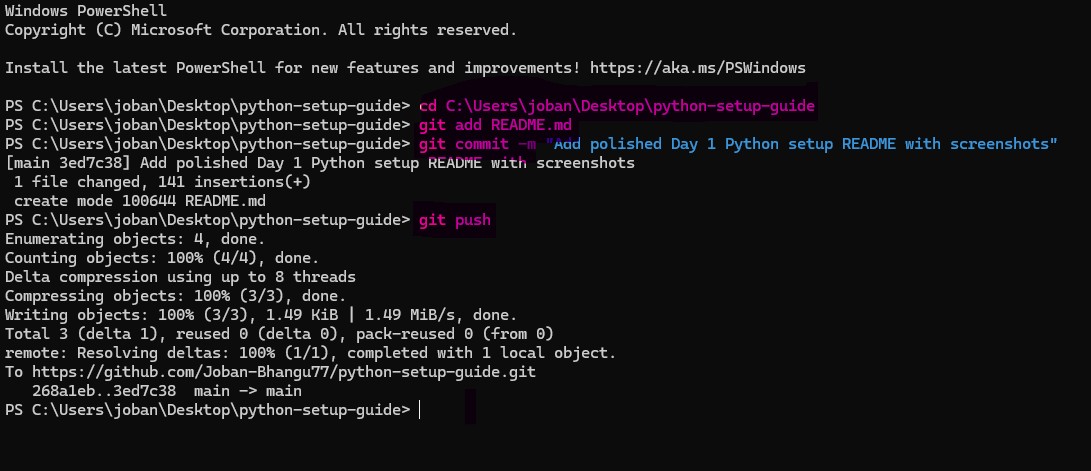 Windows PowerShell
Copyright (C) Microsoft Corporation. All rights reserved.
Install the latest PowerShell for new features and improvements! https://aka.ms/PSWindows
PS C:\Users\joban\Desktop\python-setup-guide> cd C:\Users\joban\Desktop\python-setup-guide
PS C:\Users\joban\Desktop\python-setup-guide> git add README.md
PS C:\Users\joban\Desktop\python-setup-guide> git commit -m "Add polished Day 1 Python setup README with screenshots"
[main 3ed7c38] Add polished Day 1 Python setup README with screenshots
 1 file changed, 141 insertions(+)
 create mode 100644 README.md
PS C:\Users\joban\Desktop\python-setup-guide> git push
Enumerating objects: 4, done.
Counting objects: 100% (4/4), done.
Delta compression using up to 8 threads
Compressing objects: 100% (3/3), done.
Writing objects: 100% (3/3), 1.49 KiB | 1.49 MiB/s, done.
Total 3 (delta 1), reused 0 (delta 0), pack-reused 0 (from 0)
remote: Resolving deltas: 100% (1/1), completed with 1 local object.
To https://github.com/Joban-Bhangu77/python-setup-guide.git
   268a1eb..3ed7c38  main -> main
PS C:\Users\joban\Desktop\python-setup-guide>